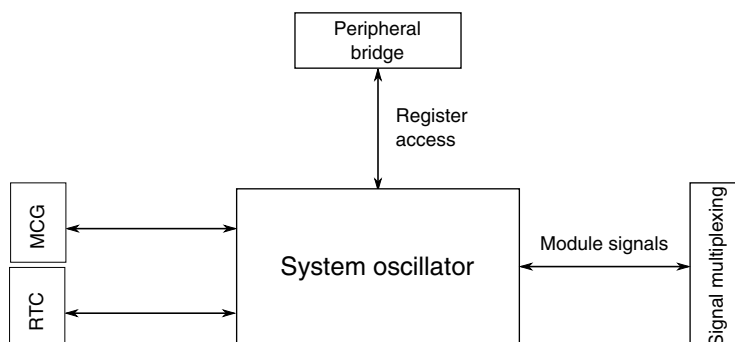 Peripheral
bridge
Register
access
MCG
System oscillator
Module signals
Signal multiplexing
RTC